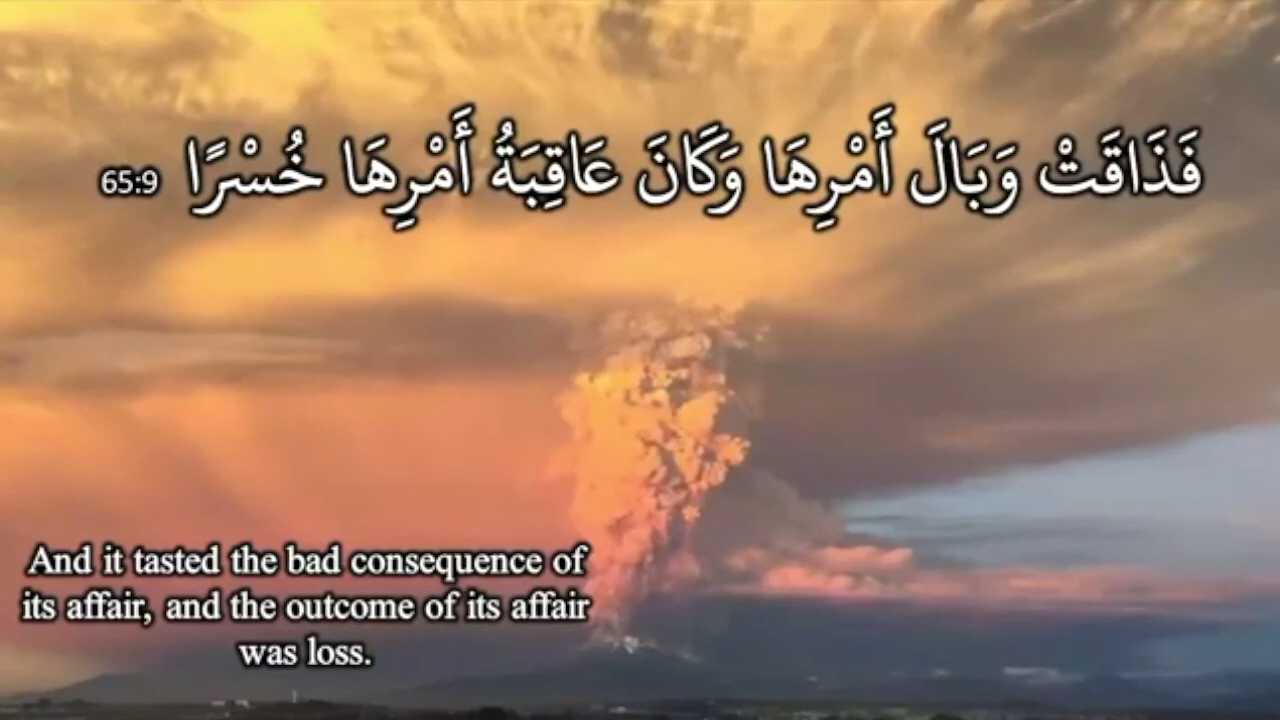 فَذَاقَتْ وَبَالَ أَمْرِهَا وَكَانَ عَاقِبَةُ أَمْرِهَا خُسْرًا 65:9
And it tasted the bad consequence of
its affair, and the outcome of its affair
was loss.